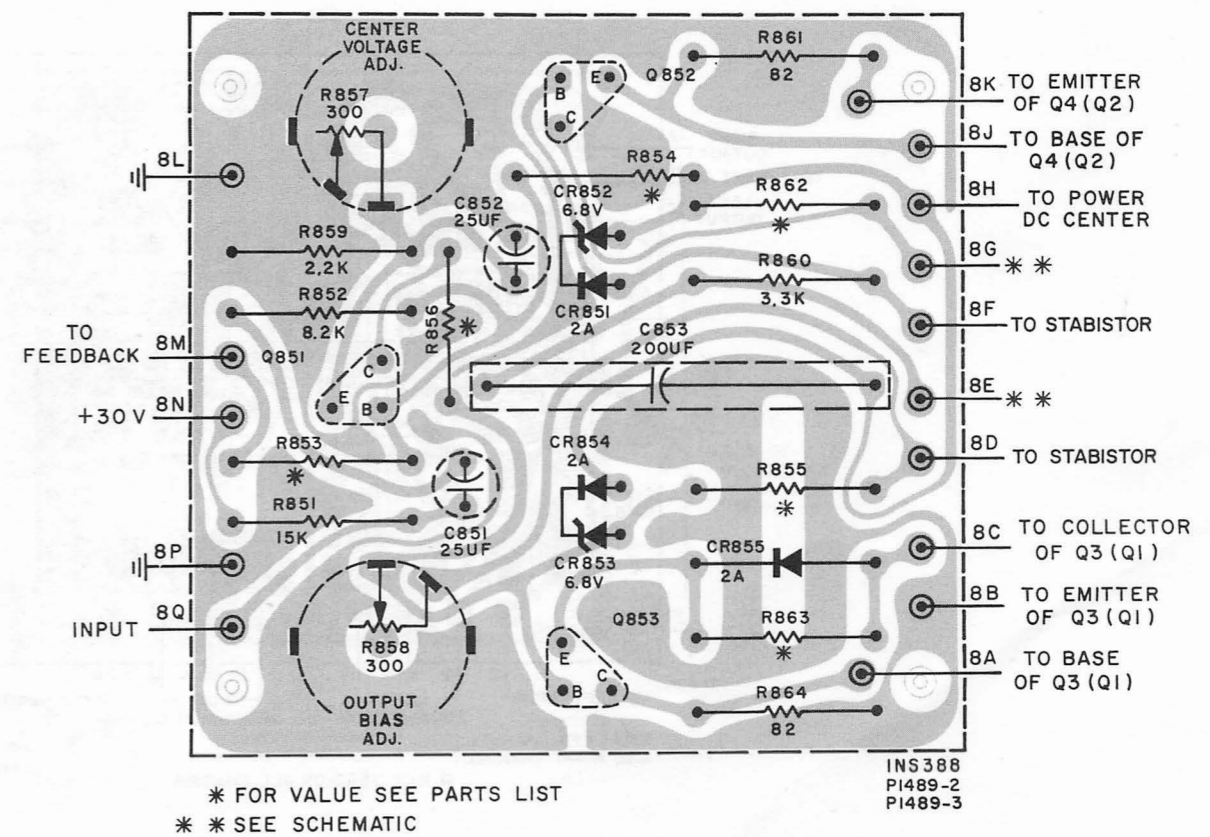 CENTER
VOLTAGE
ADJ.
R857
300
8L
R859
2.2K
R852
8.2K
TO
FEEDBACK
8M
Q851
C
E
B
+30 V
8N
R853
*
R851
15K
8P
INPUT
8Q
R858
300
OUTPUT
BIAS
ADJ.
C852
25UF
R856
*
C851
25UF
B
E
C
Q852
R861
82
R854
*
CR852
6.8V
R862
*
CR851
2A
R860
3.3K
C853
200UF
CR854
2A
CR853
6.8V
R855
*
CR855
2A
Q853
E
B
C
R863
*
R864
82
8K
TO EMITTER
OF Q4 (Q2)
8J
TO BASE OF
Q4 (Q2)
8H
TO POWER
DC CENTER
8G
* *
8F
TO STABISTOR
8E
* *
8D
TO STABISTOR
8C
TO COLLECTOR
OF Q3 (Q1)
8B
TO EMITTER
OF Q3 (Q1)
8A
TO BASE
OF Q3 (Q1)
INS388
P1489-2
P1489-3
* FOR VALUE SEE PARTS LIST
* * SEE SCHEMATIC